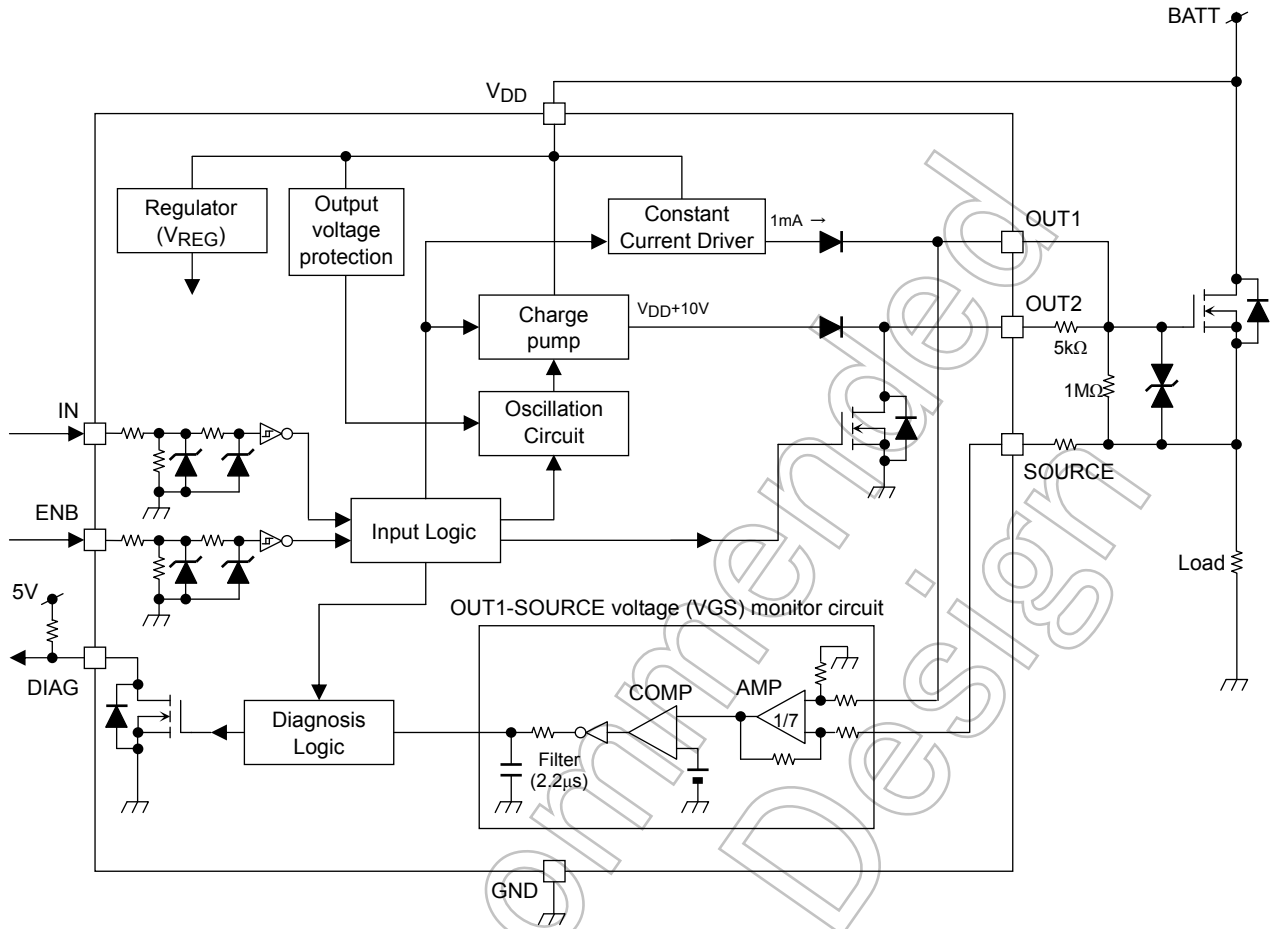 BATT
VDD
Regulator
(VREG)
Output
voltage
protection
Constant
Current Driver
1mA →
OUT1
Charge
pump
VDD+10V
OUT2
5kΩ
1MΩ
Oscillation
Circuit
IN
SOURCE
ENB
Input Logic
Load
5V
OUT1-SOURCE voltage (VGS) monitor circuit
DIAG
COMP
AMP
1/7
Diagnosis
Logic
Filter
(2.2μs)
GND
ommended
Design